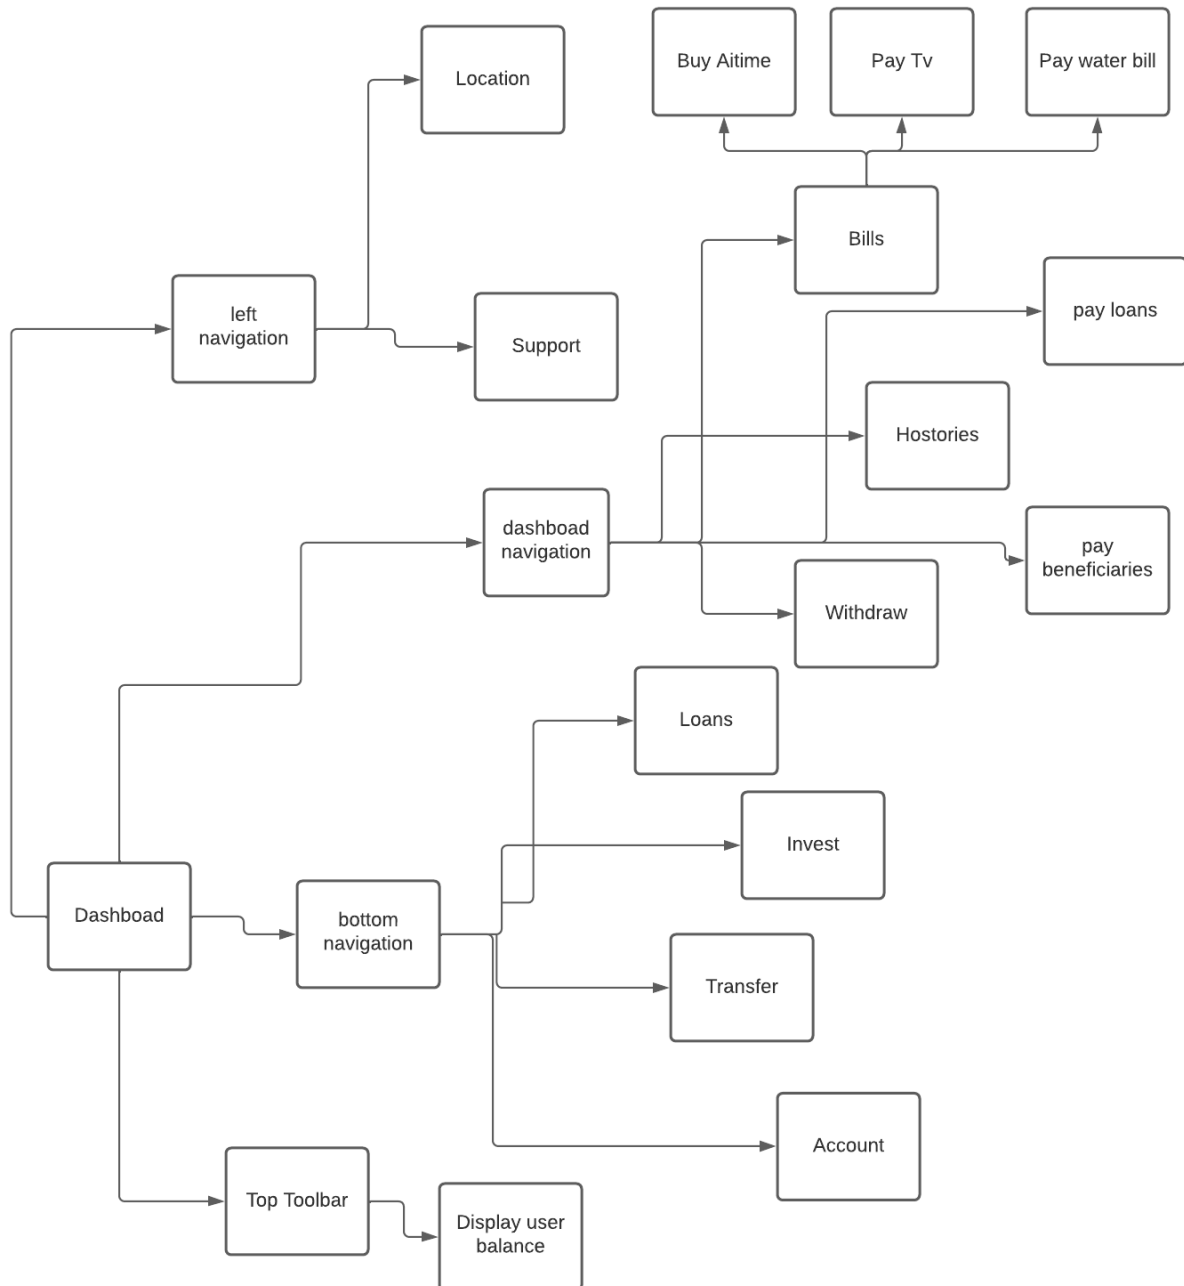 Buy Aitime
Pay Tv
Pay water bill
Location
Bills
pay loans
left
navigation
Support
Hostories
dashboad
navigation
pay
beneficiaries
Withdraw
Loans
Invest
Dashboad
bottom
navigation
Transfer
Account
Top Toolbar
Display user
balance